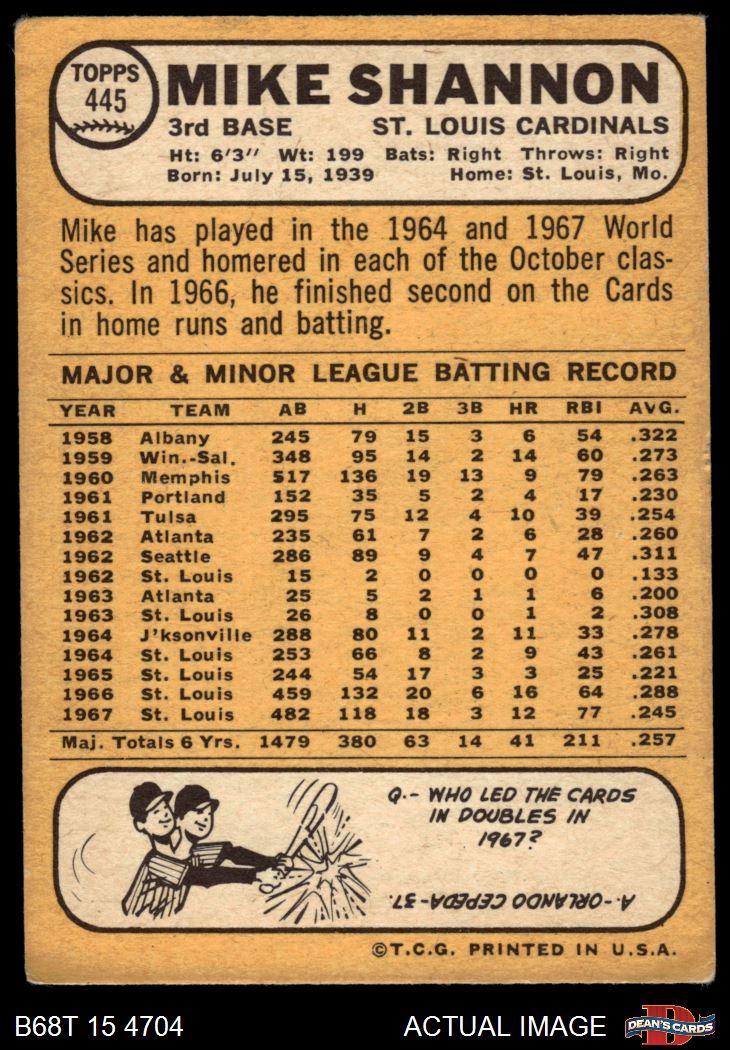 TOPPS
445
MIKE SHANNON
3rd BASE ST. LOUIS CARDINALS
Ht: 6'3" Wt: 199 Bats: Right Throws: Right
Born: July 15, 1939 Home: St. Louis, Mo.
Mike has played in the 1964 and 1967 World
Series and homered in each of the October clas-
sics. In 1966, he finished second on the Cards
in home runs and batting.
MAJOR & MINOR LEAGUE BATTING RECORD
YEAR TEAM AB H 2B 3B HR RBI AVG.
1958 Albany 245 79 15 3 6 54 .322
1959 Win.-Sal. 348 95 14 2 14 60 .273
1960 Memphis 517 136 19 13 9 79 .263
1961 Portland 152 35 5 2 4 17 .230
1961 Tulsa 295 75 12 4 10 39 .254
1962 Atlanta 235 61 7 2 6 28 .260
1962 Seattle 286 89 9 4 7 47 .311
1962 St. Louis 15 2 0 0 0 0 .133
1963 Atlanta 25 5 2 1 1 6 .200
1963 St. Louis 26 8 0 0 1 2 .308
1964 J'ksonville 288 80 11 2 11 33 .278
1964 St. Louis 253 66 8 2 9 43 .261
1965 St. Louis 244 54 17 3 3 25 .221
1966 St. Louis 459 132 20 6 16 64 .288
1967 St. Louis 482 118 18 3 12 77 .245
Maj. Totals 6 Yrs. 1479 380 63 14 41 211 .257
Q.- WHO LED THE CARDS
IN DOUBLES IN
1967?
A.-ORLANDO CEPEDA-37.
©T.C.G. PRINTED IN U.S.A.
B68T 15 4704 ACTUAL IMAGE D DEAN'S CARDS